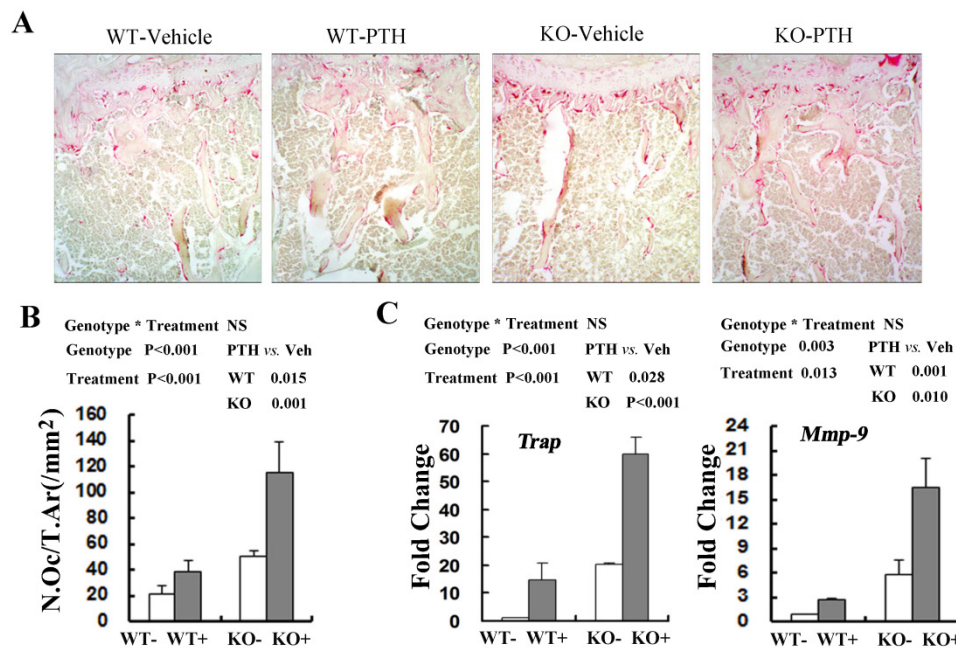 A
WT-Vehicle WT-PTH KO-Vehicle KO-PTH
B
Genotype * Treatment NS
Genotype P<0.001 PTH vs. Veh
Treatment P<0.001 WT 0.015
KO 0.001
N.Oc/T.Ar(/mm²)
160
140
120
100
80
60
40
20
0
WT- WT+ KO- KO+
C
Genotype * Treatment NS
Genotype P<0.001 PTH vs. Veh
Treatment P<0.001 WT 0.028
KO P<0.001
Fold Change
70
60
50
40
30
20
10
0
Trap
WT- WT+ KO- KO+
Genotype * Treatment NS
Genotype 0.003 PTH vs. Veh
Treatment 0.013 WT 0.001
KO 0.010
Fold Change
24
21
18
15
12
9
6
3
0
Mmp-9
WT- WT+ KO- KO+